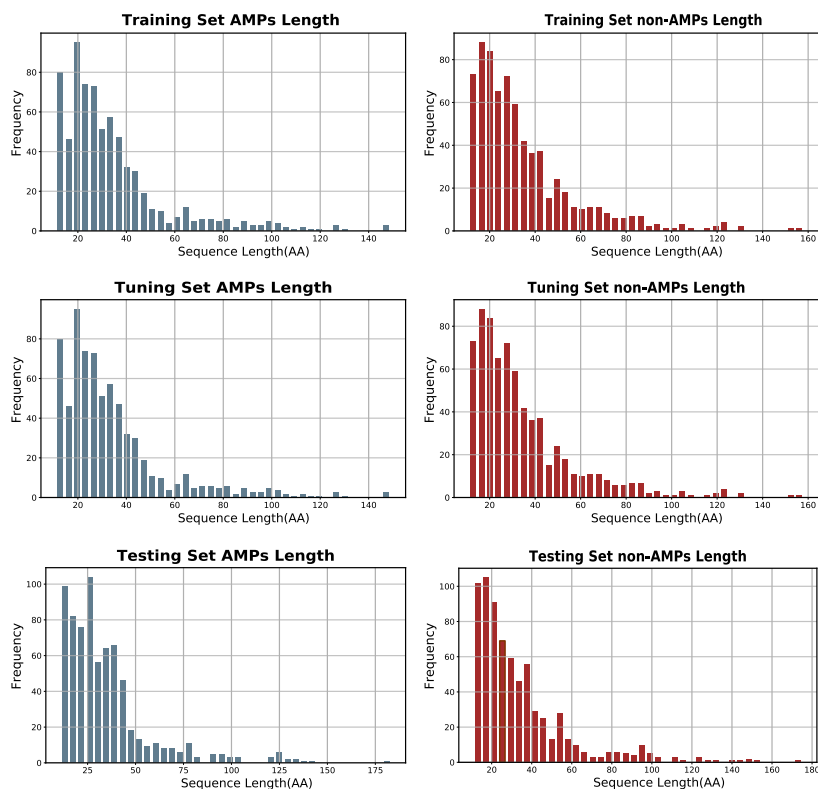 Training Set AMPs Length
Frequency
80
60
40
20
0
20 40 60 80 100 120 140
Sequence Length(AA)
Training Set non-AMPs Length
Frequency
80
60
40
20
0
20 40 60 80 100 120 140 160
Sequence Length(AA)
Tuning Set AMPs Length
Frequency
80
60
40
20
0
20 40 60 80 100 120 140
Sequence Length(AA)
Tuning Set non-AMPs Length
Frequency
80
60
40
20
0
20 40 60 80 100 120 140 160
Sequence Length(AA)
Testing Set AMPs Length
Frequency
100
80
60
40
20
0
25 50 75 100 125 150 175
Sequence Length(AA)
Testing Set non-AMPs Length
Frequency
100
80
60
40
20
0
20 40 60 80 100 120 140 160 180
Sequence Length(AA)